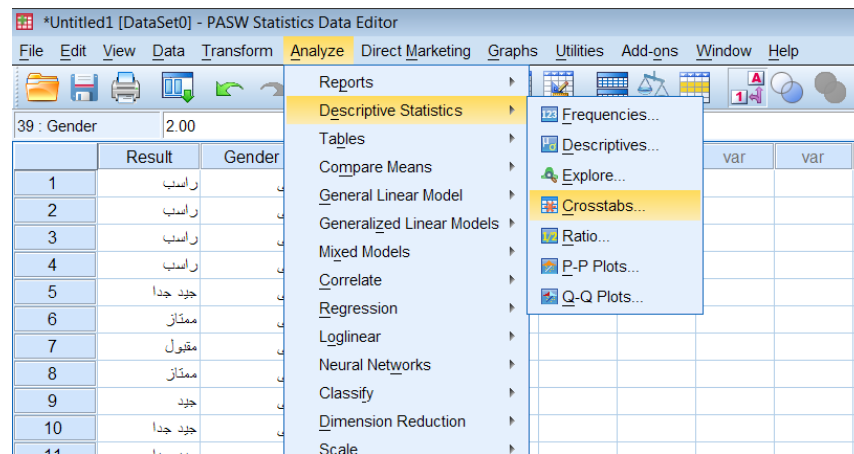 *Untitled1 [DataSet0] - PASW Statistics Data Editor
File Edit View Data Transform Analyze Direct Marketing Graphs Utilities Add-ons Window Help
39 : Gender 2.00
Result Gender var var
1 راسب
2 راسب
3 راسب
4 راسب
5 جيد جدا
6 ممتاز
7 مقبول
8 ممتاز
9 جيد
10 جيد جدا
11
Reports
Descriptive Statistics
Tables
Compare Means
General Linear Model
Generalized Linear Models
Mixed Models
Correlate
Regression
Loglinear
Neural Networks
Classify
Dimension Reduction
Scale
Frequencies...
Descriptives...
Explore...
Crosstabs...
Ratio...
P-P Plots...
Q-Q Plots...